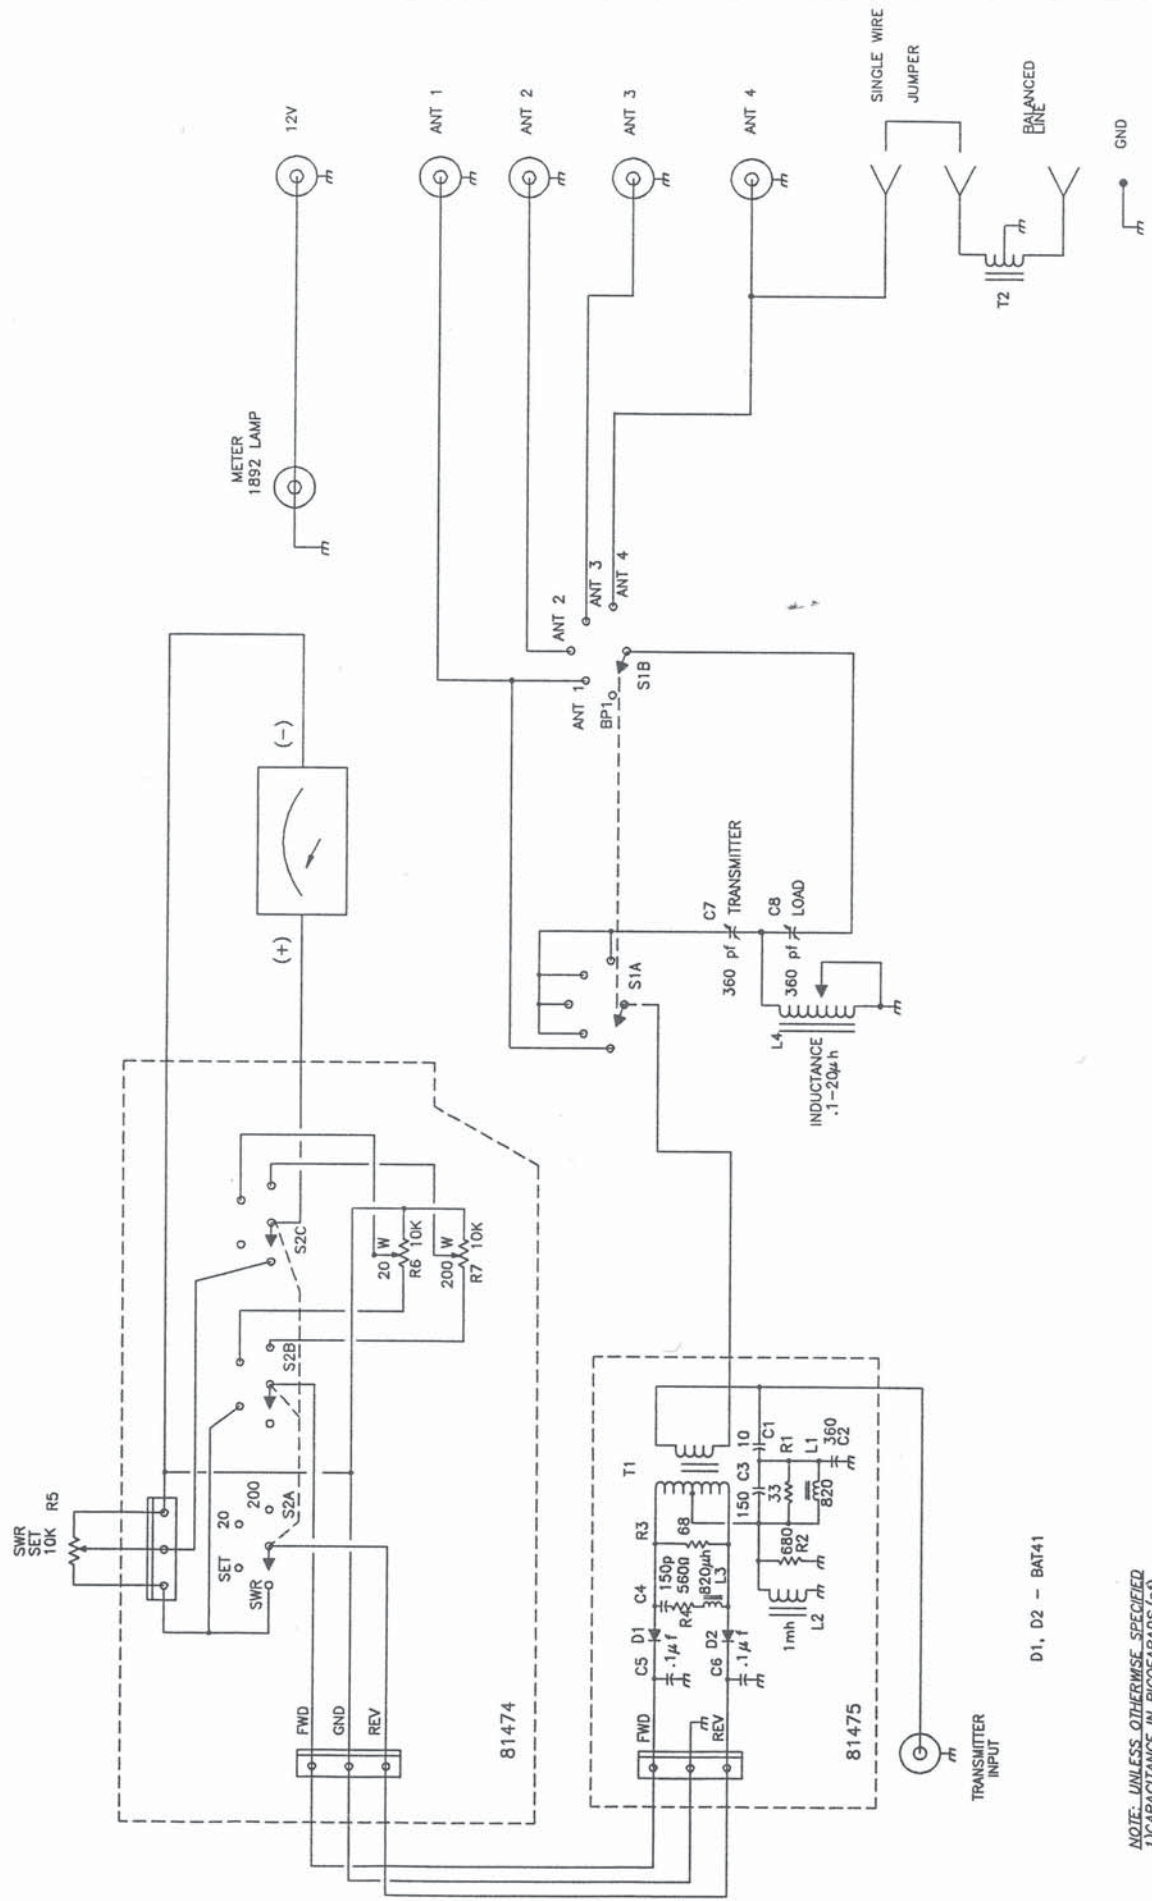 SWR
SET
10K
R5
SET
20
200
SWR
S2A
S2B
S2C
20 W
R6
10K
200 W
R7
10K
FWD
GND
REV
81474
(+)
(-)
METER
1892 LAMP
12V
ANT 1
ANT 2
ANT 3
ANT 4
ANT 1
ANT 2
ANT 3
ANT 4
BP1
S1B
S1A
C7
TRANSMITTER
360 pf
C8
LOAD
360 pf
L4
INDUCTANCE
.1-20µh
SINGLE WIRE
JUMPER
BALANCED
LINE
GND
T2
T1
R3
68
C4
150p
560Ω
R4
820µh
L3
D1
C5
.1µf
D2
C6
.1µf
FWD
REV
10
C1
150 C3
33
R1
L1
820
360
C2
680
R2
1mh
L2
81475
TRANSMITTER
INPUT
D1, D2 - BAT41
NOTE: UNLESS OTHERWISE SPECIFIED
1)CAPACITANCE IN PICOFARADS (pf)